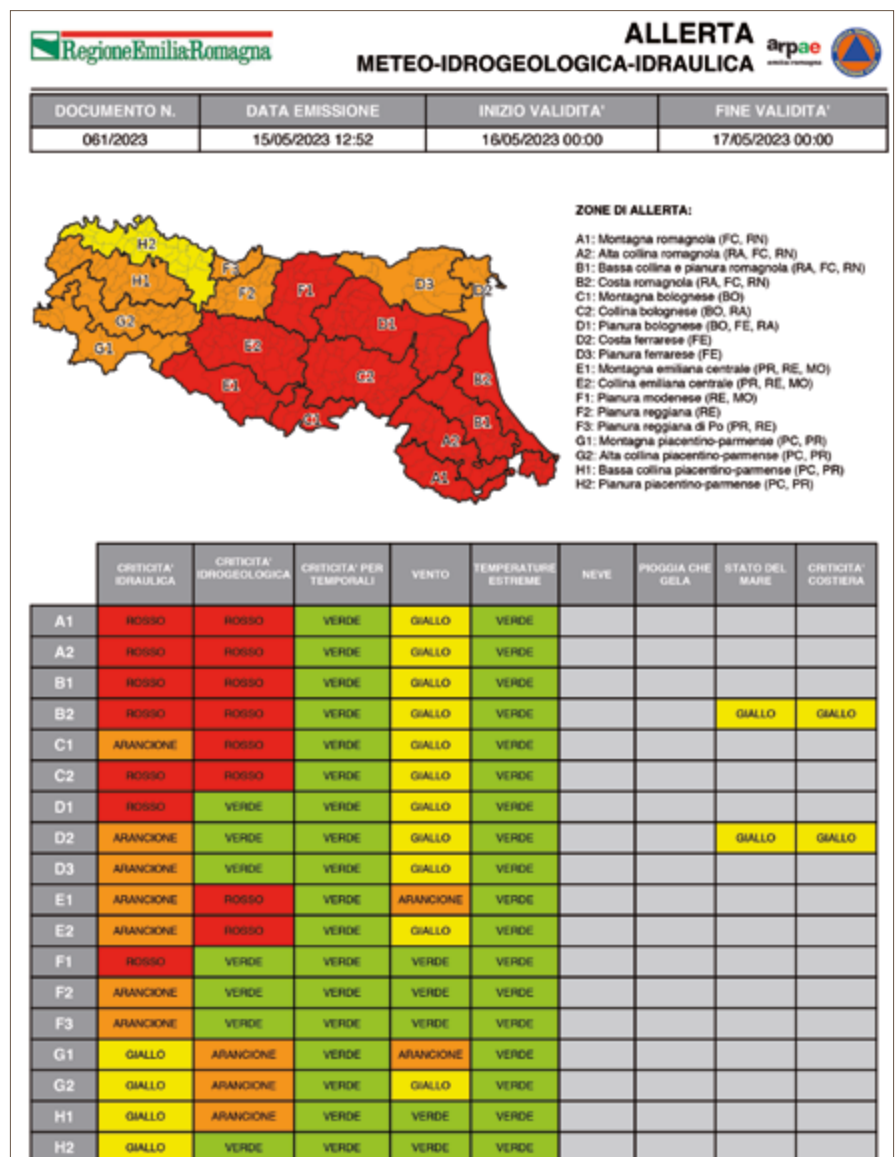 RegioneEmiliaRomagna
ALLERTA
METEO-IDROGEOLOGICA-IDRAULICA
arpae
DOCUMENTO N. DATA EMISSIONE INIZIO VALIDITA' FINE VALIDITA'
061/2023 15/05/2023 12:52 16/05/2023 00:00 17/05/2023 00:00
ZONE DI ALLERTA:
A1: Montagna romagnola (FC, RN)
A2: Alta collina romagnola (RA, FC, RN)
B1: Bassa collina e pianura romagnola (RA, FC, RN)
B2: Costa romagnola (RA, FC, RN)
C1: Montagna bolognese (BO)
C2: Collina bolognese (BO, RA)
D1: Pianura bolognese (BO, FE, RA)
D2: Costa ferrarese (FE)
D3: Pianura ferrarese (FE)
E1: Montagna emiliana centrale (PR, RE, MO)
E2: Collina emiliana centrale (PR, RE, MO)
F1: Pianura modenese (RE, MO)
F2: Pianura reggiana (RE)
F3: Pianura reggiana di Po (PR, RE)
G1: Montagna piacentino-parmense (PC, PR)
G2: Alta collina piacentino-parmense (PC, PR)
H1: Bassa collina piacentino-parmense (PC, PR)
H2: Pianura piacentino-parmense (PC, PR)
H2
F3
H1
F2
F1
D3
D2
G2
D1
G1
E2
C2
E1
B2
C1
B1
A2
A1
CRITICITA' IDRAULICA CRITICITA' IDROGEOLOGICA CRITICITA' PER TEMPORALI VENTO TEMPERATURE ESTREME NEVE PIOGGIA CHE GELA STATO DEL MARE CRITICITA' COSTIERA
A1 ROSSO ROSSO VERDE GIALLO VERDE
A2 ROSSO ROSSO VERDE GIALLO VERDE
B1 ROSSO ROSSO VERDE GIALLO VERDE
B2 ROSSO ROSSO VERDE GIALLO VERDE GIALLO GIALLO
C1 ARANCIONE ROSSO VERDE GIALLO VERDE
C2 ROSSO ROSSO VERDE GIALLO VERDE
D1 ROSSO VERDE VERDE GIALLO VERDE
D2 ARANCIONE VERDE VERDE GIALLO VERDE GIALLO GIALLO
D3 ARANCIONE VERDE VERDE GIALLO VERDE
E1 ARANCIONE ROSSO VERDE ARANCIONE VERDE
E2 ARANCIONE ROSSO VERDE GIALLO VERDE
F1 ROSSO VERDE VERDE VERDE VERDE
F2 ARANCIONE VERDE VERDE VERDE VERDE
F3 ARANCIONE VERDE VERDE VERDE VERDE
G1 GIALLO ARANCIONE VERDE ARANCIONE VERDE
G2 GIALLO ARANCIONE VERDE GIALLO VERDE
H1 GIALLO ARANCIONE VERDE VERDE VERDE
H2 GIALLO VERDE VERDE VERDE VERDE